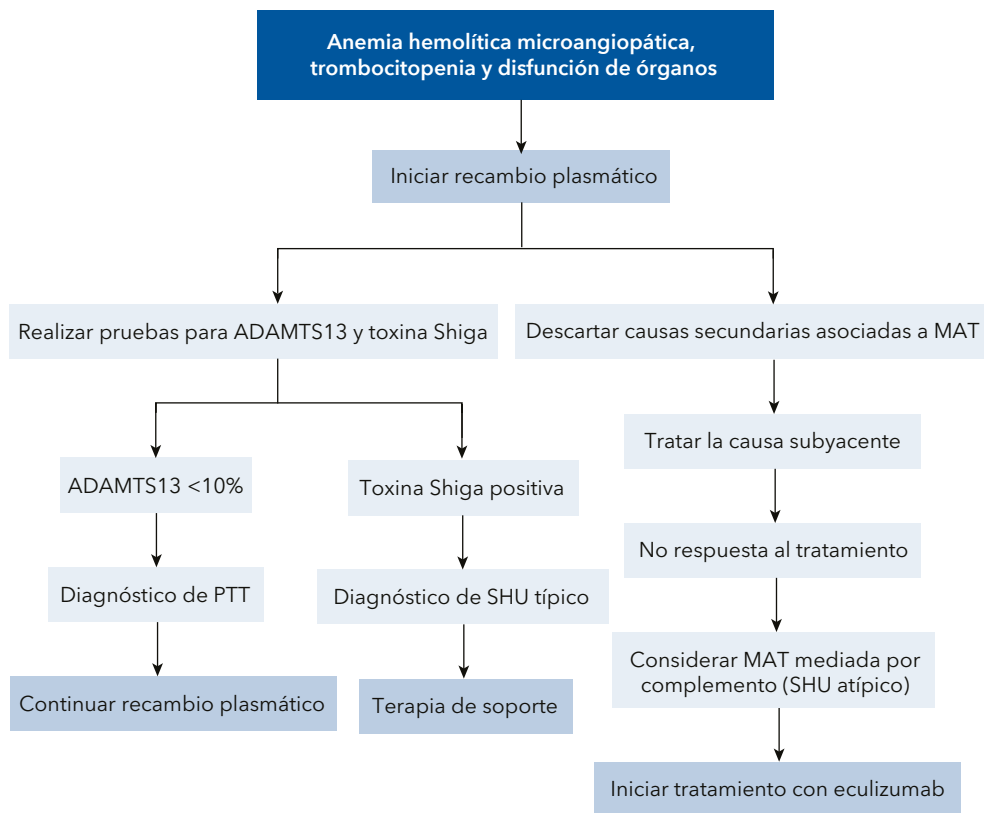 Anemia hemolítica microangiopática,
trombocitopenia y disfunción de órganos
Iniciar recambio plasmático
Realizar pruebas para ADAMTS13 y toxina Shiga
Descartar causas secundarias asociadas a MAT
ADAMTS13 <10%
Toxina Shiga positiva
Tratar la causa subyacente
Diagnóstico de PTT
Diagnóstico de SHU típico
No respuesta al tratamiento
Continuar recambio plasmático
Terapia de soporte
Considerar MAT mediada por
complemento (SHU atípico)
Iniciar tratamiento con eculizumab